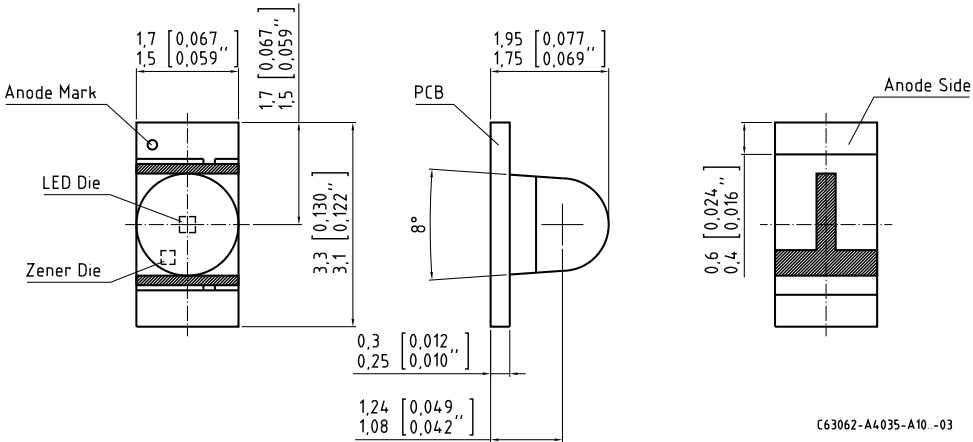 1,7 [0,067
1,5 [0,059'']
1,7 [0,067
1,5 [0,059'']
1,95 [0,077
1,75 [0,069'']
Anode Mark
PCB
Anode Side
LED Die
8°
Zener Die
3,3 [0,130
3,1 [0,122'']
0,6 [0,024
0,4 [0,016'']
0,3 [0,012
0,25 [0,010'']
1,24 [0,049
1,08 [0,042'']
C63062-A4035-A10..-03